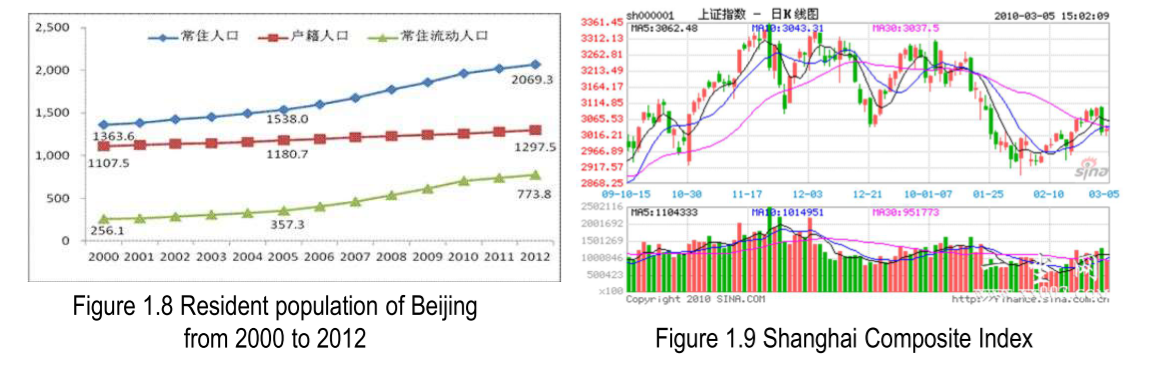 2,500
2,000
1,500
1,000
500
0
常住人口 户籍人口 常住流动人口
2069.3
1538.0
1363.6
1297.5
1180.7
1107.5
773.8
357.3
256.1
2000 2001 2002 2003 2004 2005 2006 2007 2008 2009 2010 2011 2012
Figure 1.8 Resident population of Beijing
from 2000 to 2012
sh000001 上证指数 - 日K线图 2010-03-05 15:02:09
MA5:3062.48 MA10:3043.31 MA30:3037.5
3361.45
3312.13
3262.81
3213.49
3164.17
3114.85
3065.53
3016.21
2966.89
2917.57
2868.25
sina
09-10-15 10-30 11-17 12-03 12-21 10-01-07 01-25 02-10 03-05
MA5:1104333 MA10:1014951 MA30:951773
2502116
2001692
1501269
1000846
500423
x100
Copyright 2010 SINA.COM http://finance.sina.com.cn
Figure 1.9 Shanghai Composite Index